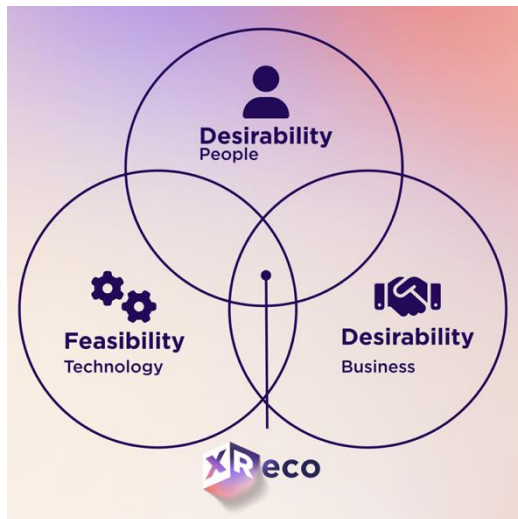 Desirability
People
Feasibility
Technology
Desirability
Business
XReco